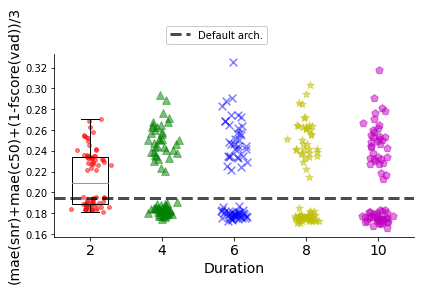 Default arch.
(mae(snr)+mae(c50)+(1-fscore(vad))/3
0.32
0.30
0.28
0.26
0.24
0.22
0.20
0.18
0.16
2 4 6 8 10
Duration